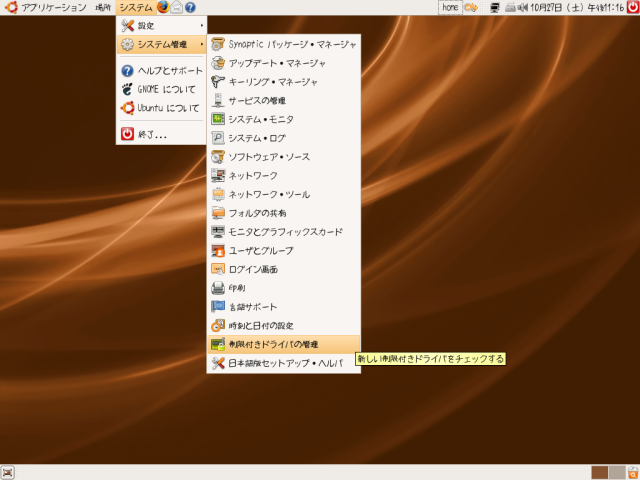 アプリケーション 場所 システム home 10月27日 (土) 午後11:16
設定
システム管理
ヘルプとサポート
GNOME について
Ubuntu について
終了...
Synaptic パッケージ・マネージャ
アップデート・マネージャ
キーリング・マネージャ
サービスの管理
システム・モニタ
システム・ログ
ソフトウェア・ソース
ネットワーク
ネットワーク・ツール
フォルダの共有
モニタとグラフィックスカード
ユーザとグループ
ログイン画面
印刷
言語サポート
時刻と日付の設定
制限付きドライバの管理
新しい制限付きドライバをチェックする
日本語版セットアップ・ヘルパ